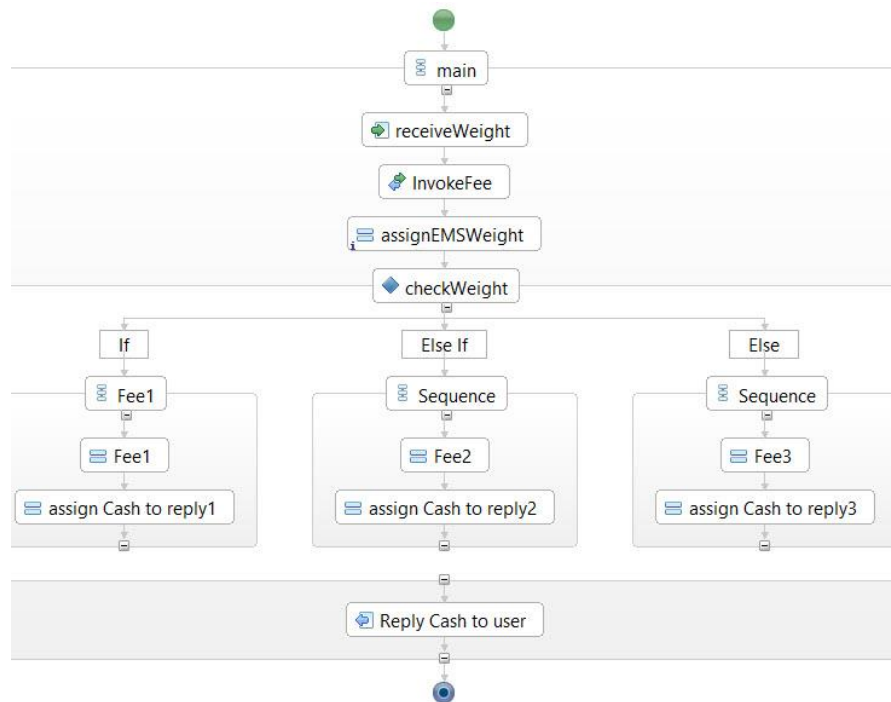 main
receiveWeight
InvokeFee
assignEMSWeight
checkWeight
If
Else If
Else
Fee1
Sequence
Sequence
Fee1
Fee2
Fee3
assign Cash to reply1
assign Cash to reply2
assign Cash to reply3
Reply Cash to user